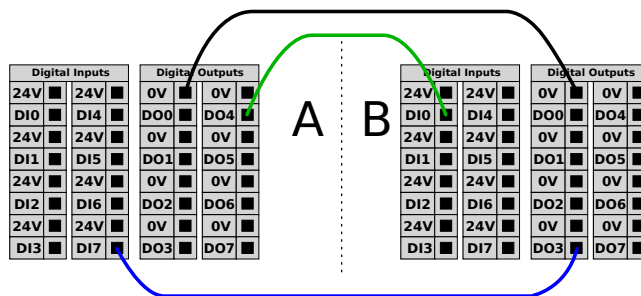 Digital Inputs Digital Outputs Digital Inputs Digital Outputs
24V 24V 0V 0V 24V 24V 0V 0V
DI0 DI4 DO0 DO4 A B DI0 DI4 DO0 DO4
24V 24V 0V 0V 24V 24V 0V 0V
DI1 DI5 DO1 DO5 DI1 DI5 DO1 DO5
24V 24V 0V 0V 24V 24V 0V 0V
DI2 DI6 DO2 DO6 DI2 DI6 DO2 DO6
24V 24V 0V 0V 24V 24V 0V 0V
DI3 DI7 DO3 DO7 DI3 DI7 DO3 DO7